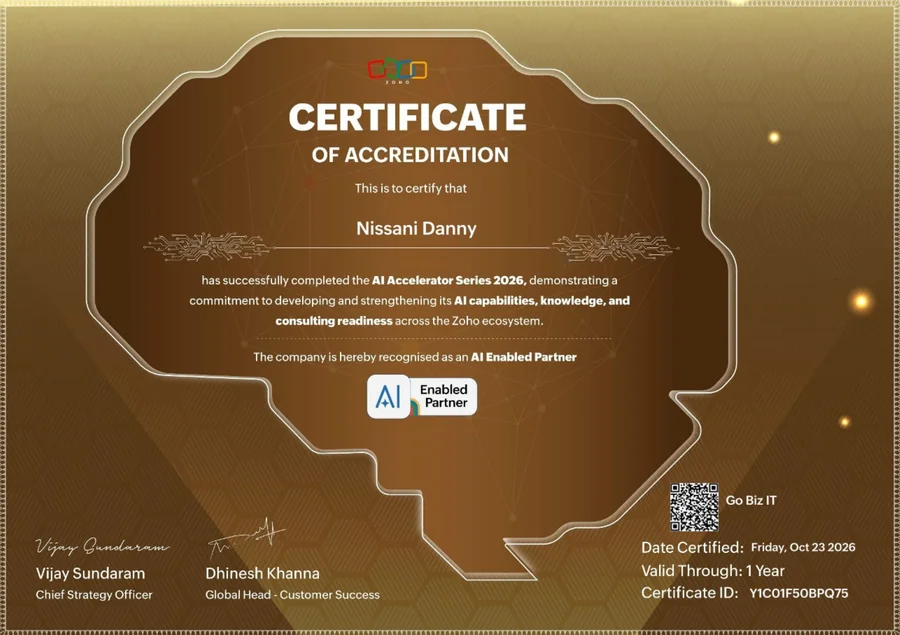 ZOHO
CERTIFICATE
OF ACCREDITATION
This is to certify that
Nissani Danny
has successfully completed the AI Accelerator Series 2026, demonstrating a
commitment to developing and strengthening its AI capabilities, knowledge, and
consulting readiness across the Zoho ecosystem.
The company is hereby recognised as an AI Enabled Partner
AI Enabled
Partner
Go Biz IT
Vijay Sundaram
Vijay Sundaram
Chief Strategy Officer
Dhinesh Khanna
Global Head - Customer Success
Date Certified: Friday, Oct 23 2026
Valid Through: 1 Year
Certificate ID: Y1C01F50BPQ75